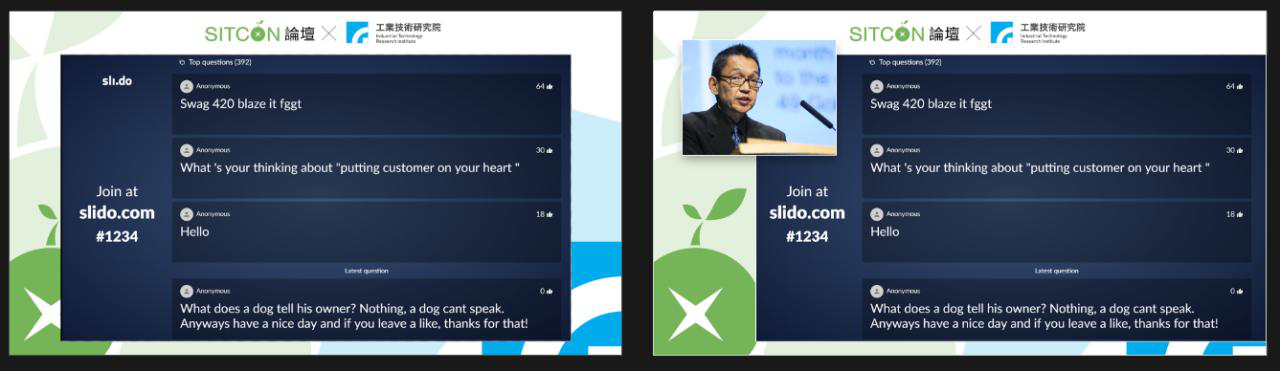 SITCON 論壇
工業技術研究院
Industrial Technology
Research Institute
sli.do
Top questions (392)
Anonymous
64
Swag 420 blaze it fggt
Anonymous
30
What 's your thinking about "putting customer on your heart "
Join at
slido.com
#1234
Anonymous
18
Hello
Latest question
Anonymous
0
What does a dog tell his owner? Nothing, a dog cant speak.
Anyways have a nice day and if you leave a like, thanks for that!
SITCON 論壇
工業技術研究院
Industrial Technology
Research Institute
month
to the
Top questions (392)
Anonymous
64
Swag 420 blaze it fggt
Anonymous
30
What 's your thinking about "putting customer on your heart "
Join at
slido.com
#1234
Anonymous
18
Hello
Latest question
Anonymous
0
What does a dog tell his owner? Nothing, a dog cant speak.
Anyways have a nice day and if you leave a like, thanks for that!